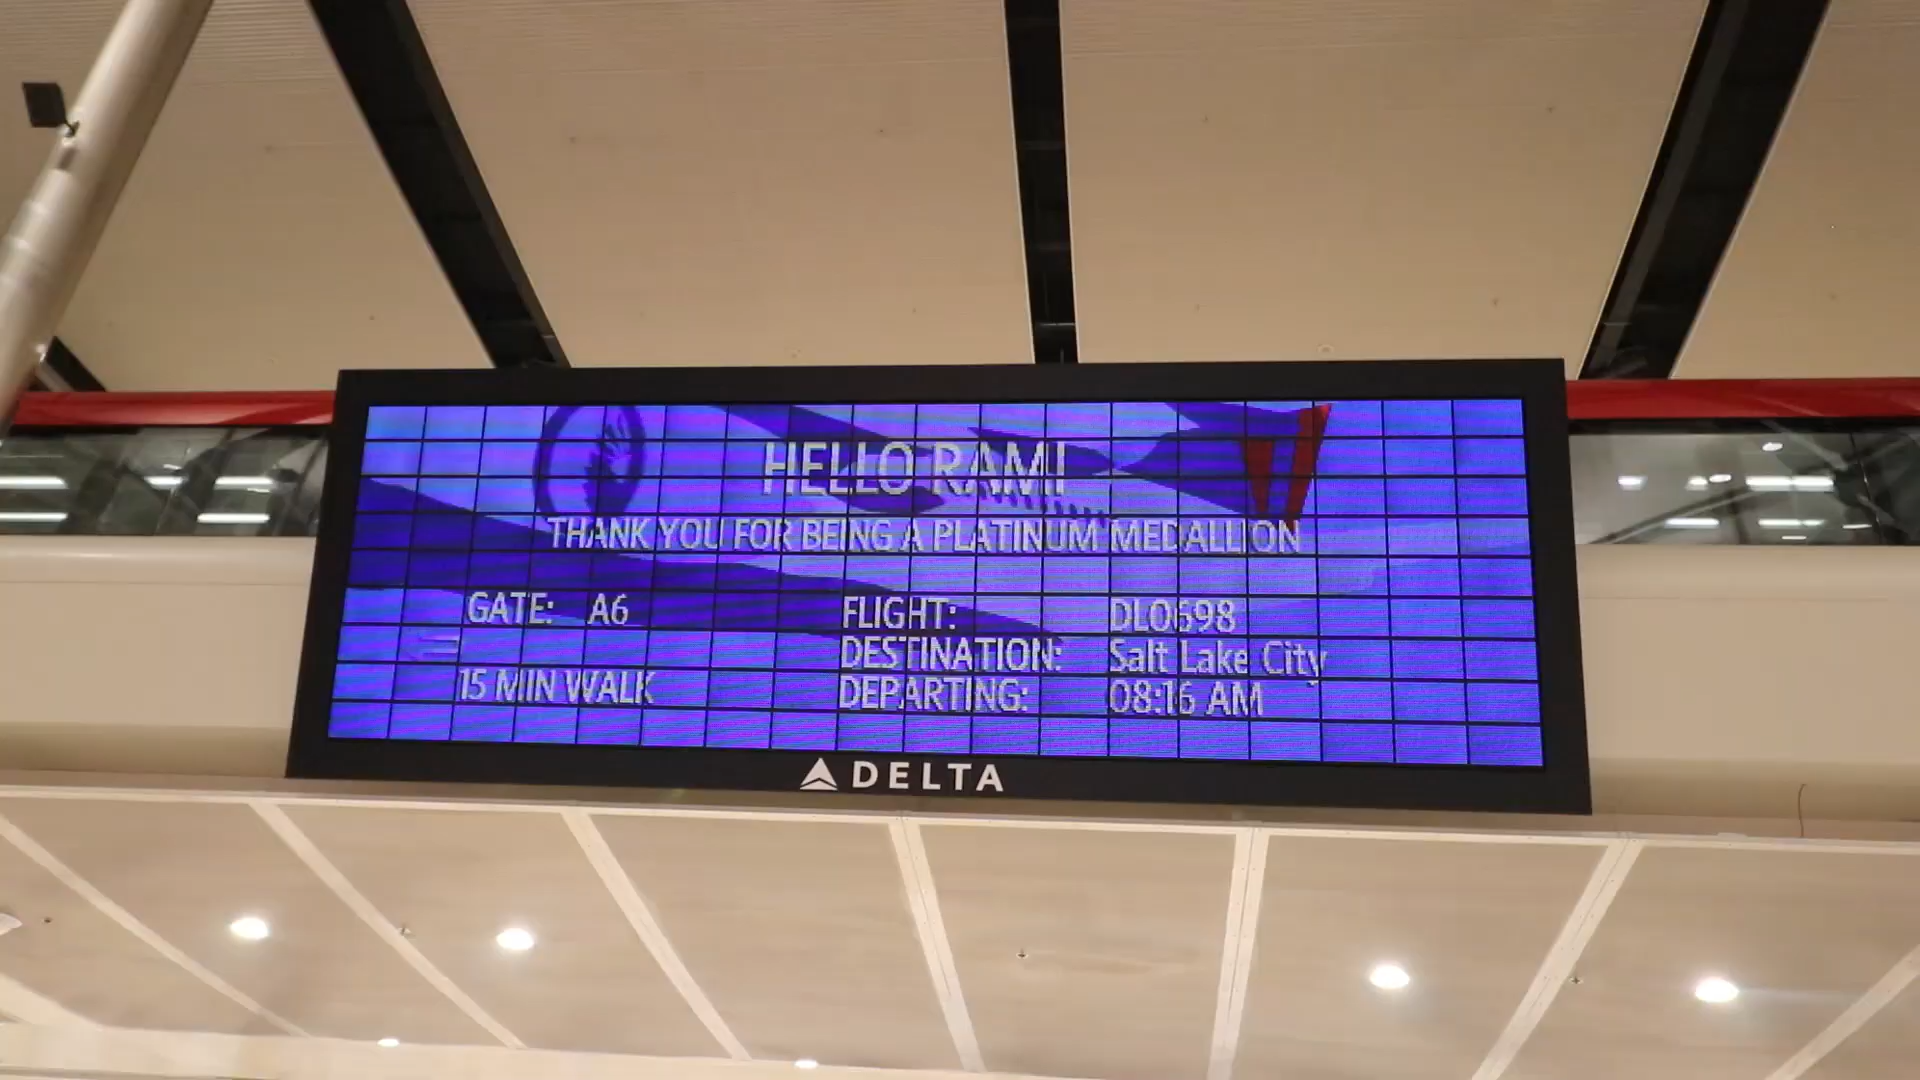 HELLO RAMI
THANK YOU FOR BEING A PLATINUM MEDALLION
GATE: A6
15 MIN WALK
FLIGHT: DL0698
DESTINATION: Salt Lake City
DEPARTING: 08:16 AM
DELTA